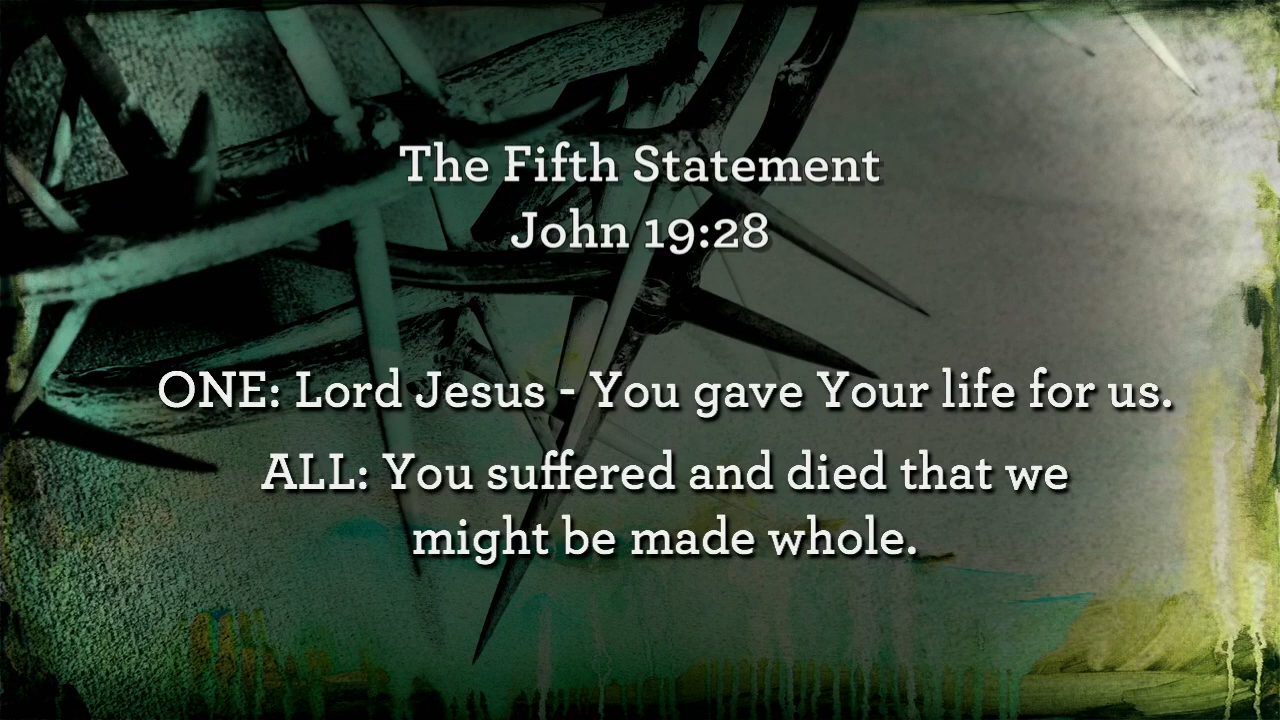 The Fifth Statement
John 19:28
ONE: Lord Jesus - You gave Your life for us.
ALL: You suffered and died that we
might be made whole.